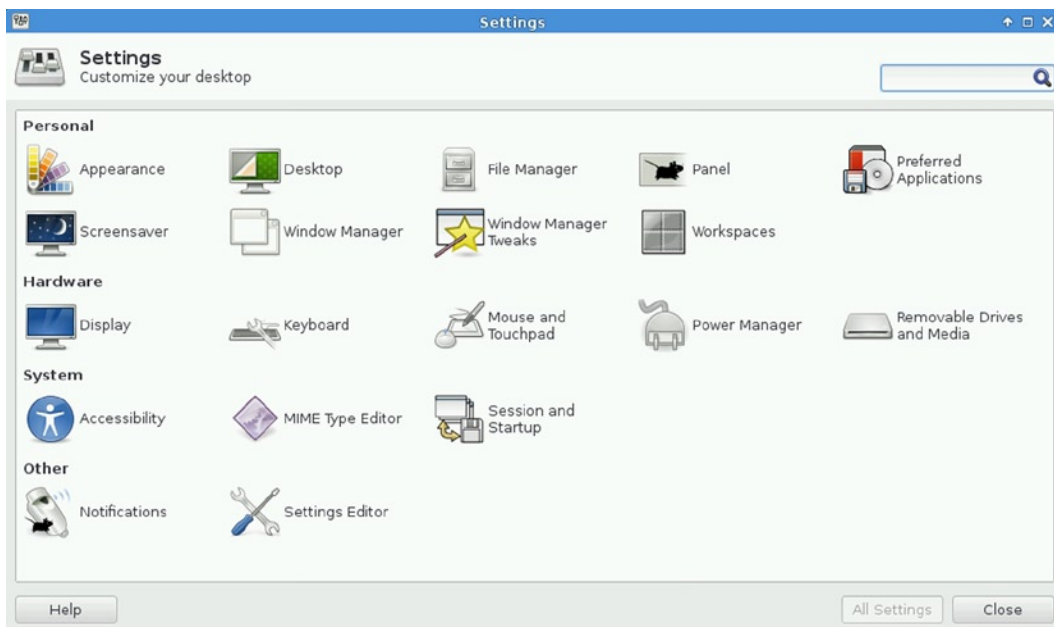 Settings
Settings
Customize your desktop
Personal
Appearance
Desktop
File Manager
Panel
Preferred
Applications
Screensaver
Window Manager
Window Manager
Tweaks
Workspaces
Hardware
Display
Keyboard
Mouse and
Touchpad
Power Manager
Removable Drives
and Media
System
Accessibility
MIME Type Editor
Session and
Startup
Other
Notifications
Settings Editor
Help
All Settings
Close